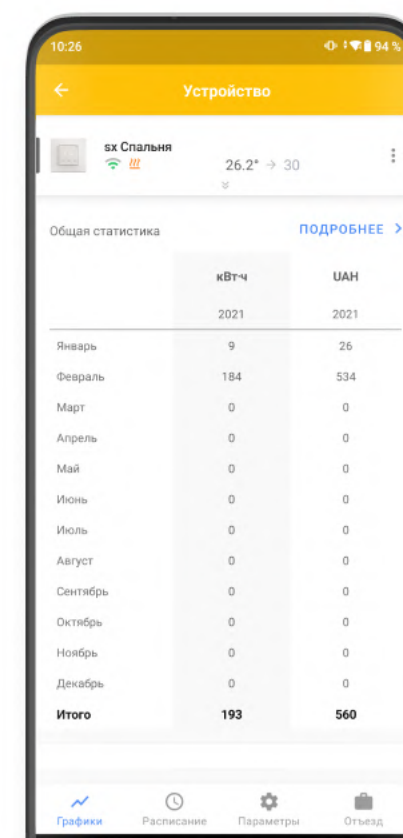 10:26 94 %
Устройство
sx Спальня
26.2° → 30
Общая статистика ПОДРОБНЕЕ >
кВт·ч UAH
2021 2021
Январь 9 26
Февраль 184 534
Март 0 0
Апрель 0 0
Май 0 0
Июнь 0 0
Июль 0 0
Август 0 0
Сентябрь 0 0
Октябрь 0 0
Ноябрь 0 0
Декабрь 0 0
Итого 193 560
Графики Расписание Параметры Отъезд